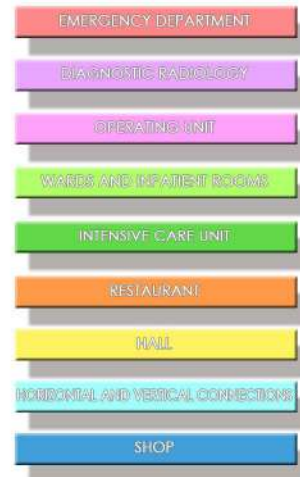 EMERGENCY DEPARTMENT
DIAGNOSTIC RADIOLOGY
OPERATING UNIT
WARDS AND INPATIENT ROOMS
INTENSIVE CARE UNIT
RESTAURANT
HALL
HORIZONTAL AND VERTICAL CONNECTIONS
SHOP